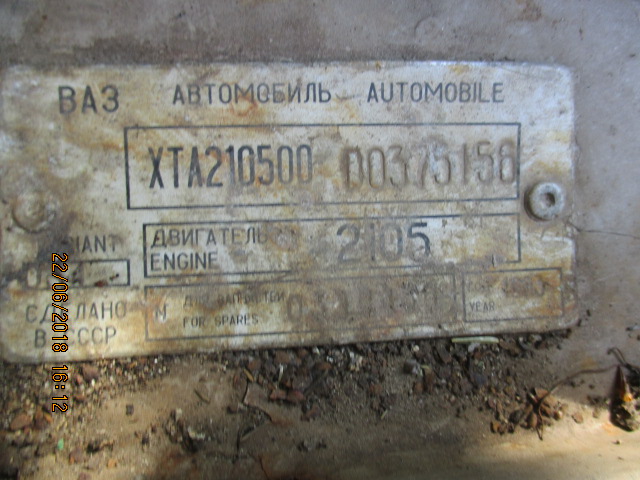 ВАЗ АВТОМОБИЛЬ AUTOMOBILE
XTA210500 D0375156
ДВИГАТЕЛЬ 2105
ENGINE
СДЕЛАНО
В СССР
FOR SPARES
YEAR
22/06/2018 16:12